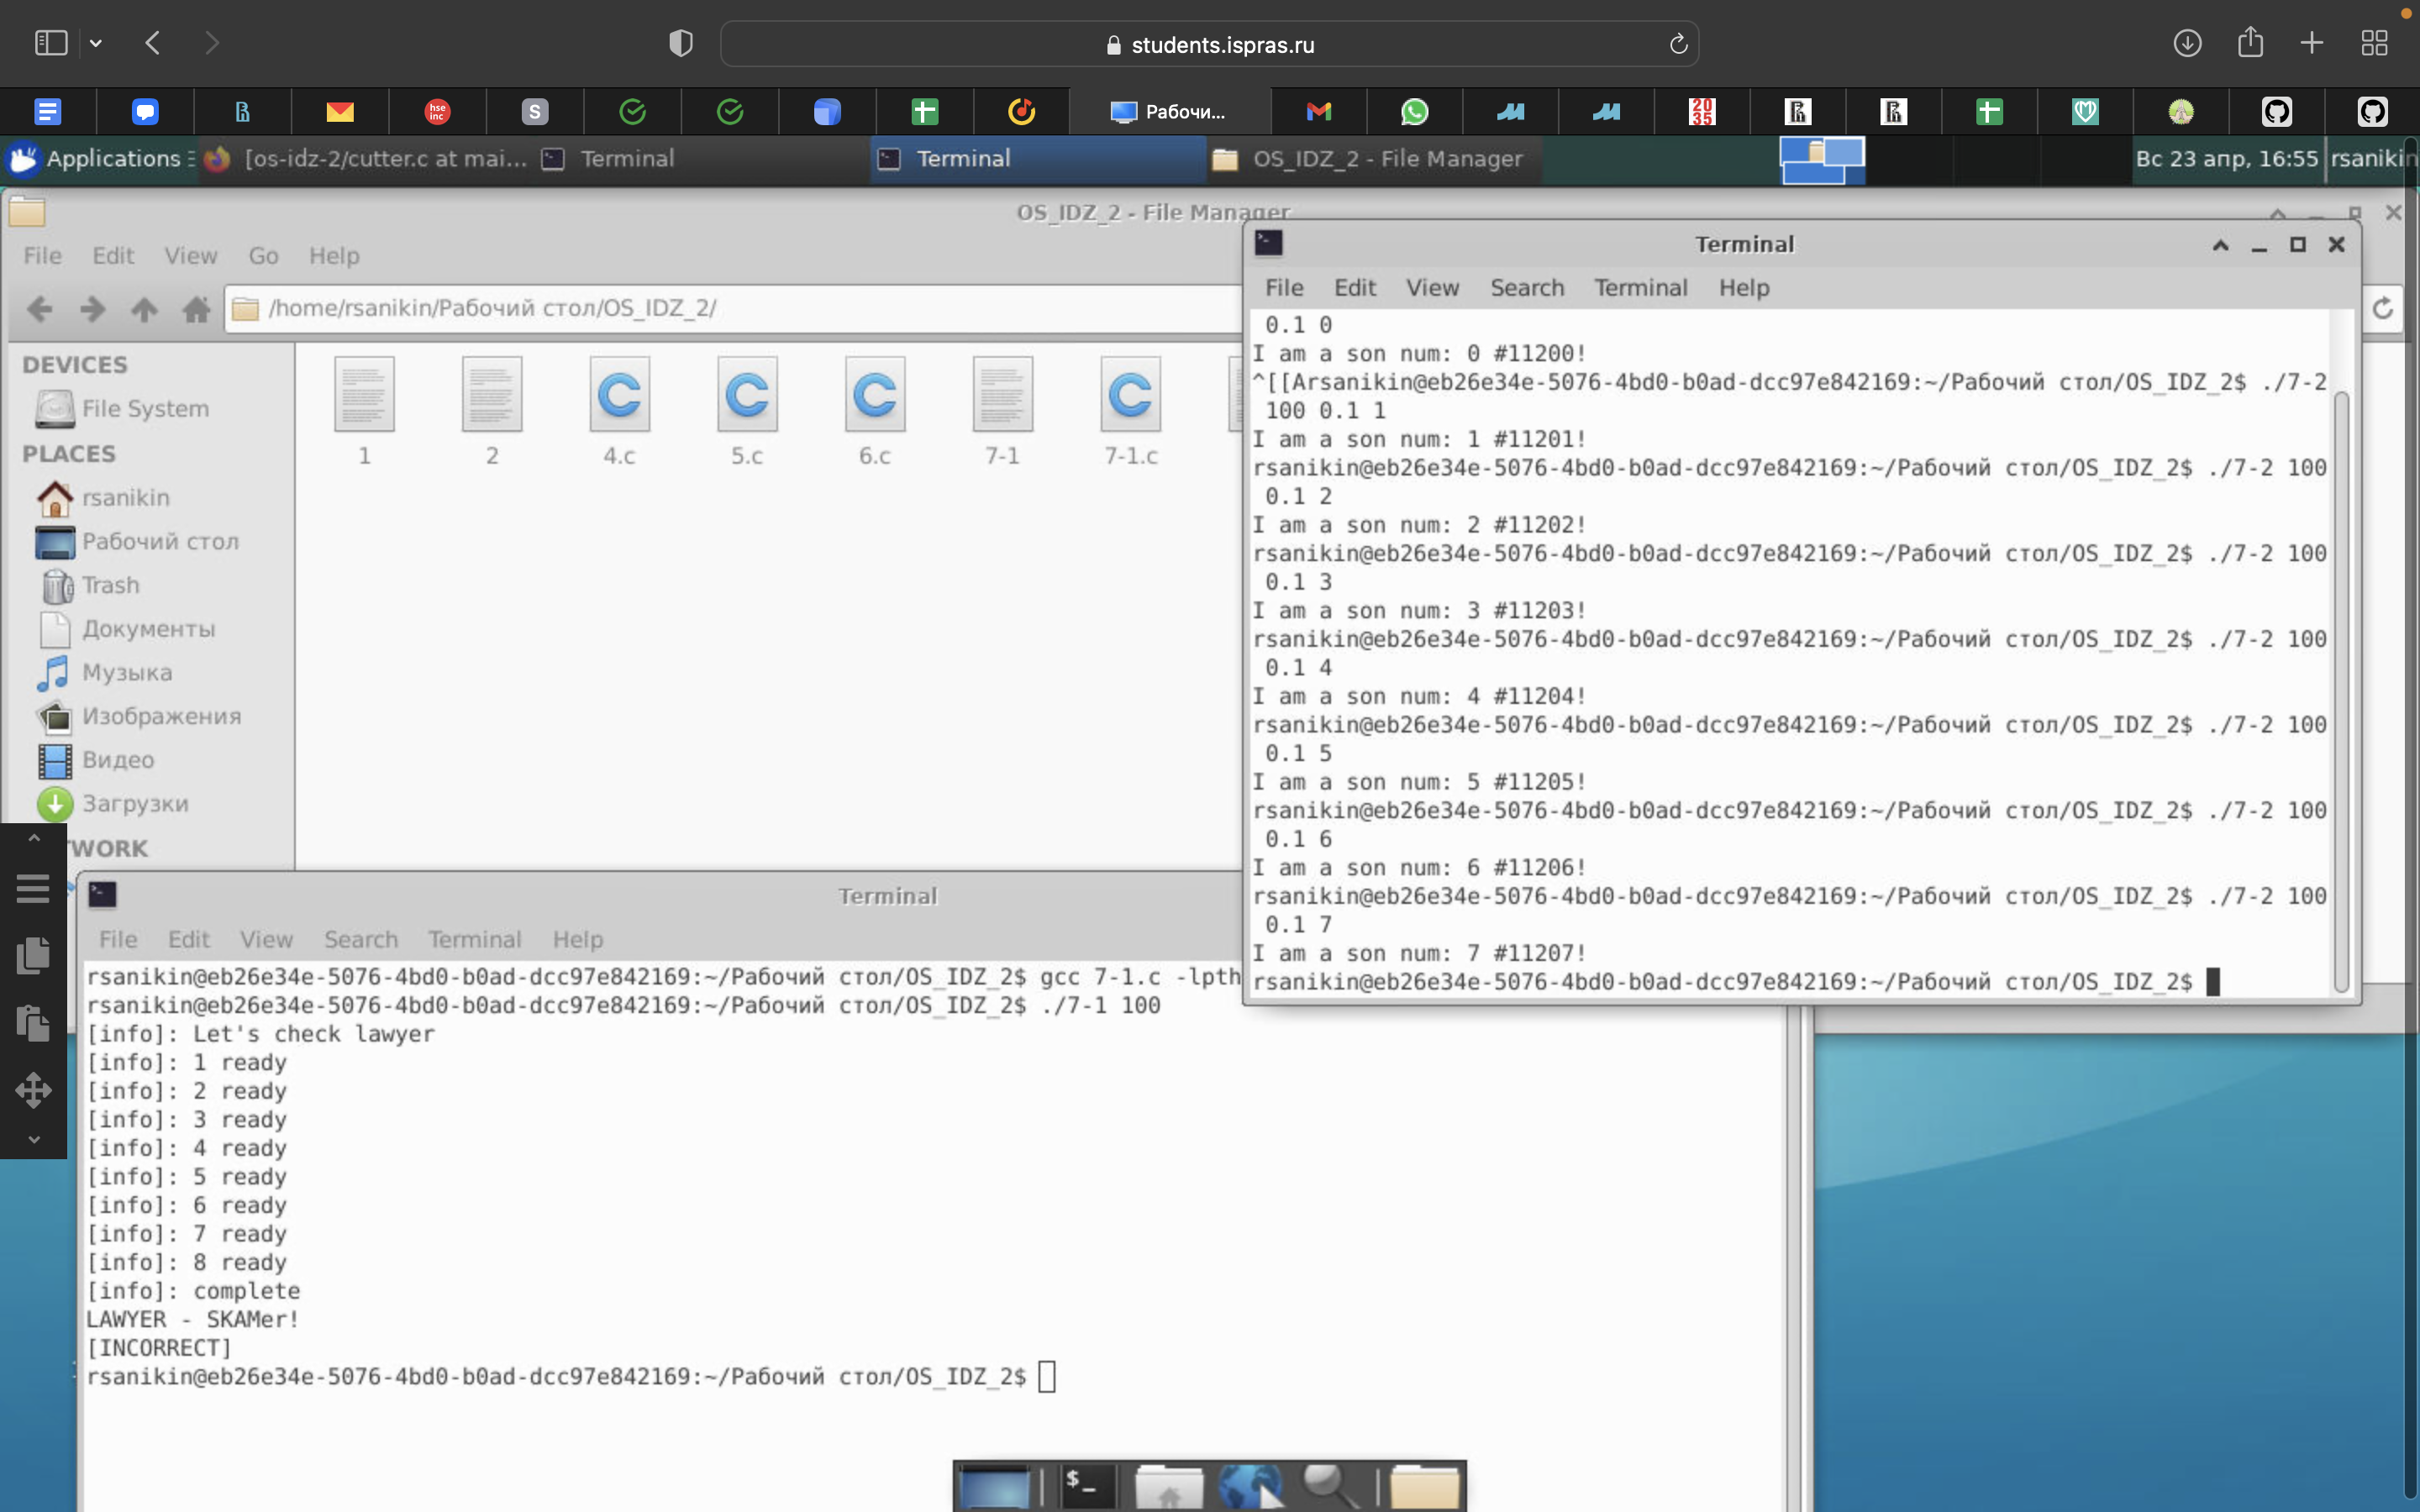 students.ispras.ru
hse
inc
S
Рабочи...
20
35
Applications
[os-idz-2/cutter.c at mai...
Terminal
Terminal
OS_IDZ_2 - File Manager
Вс 23 апр, 16:55
rsanikin
OS_IDZ_2 - File Manager
File Edit View Go Help
/home/rsanikin/Рабочий стол/OS_IDZ_2/
DEVICES
File System
PLACES
rsanikin
Рабочий стол
Trash
Документы
Музыка
Изображения
Видео
Загрузки
TWORK
1
2
4.c
5.c
6.c
7-1
7-1.c
Terminal
File Edit View Search Terminal Help
0.1 0
I am a son num: 0 #11200!
^[[Arsanikin@eb26e34e-5076-4bd0-b0ad-dcc97e842169:~/Рабочий стол/OS_IDZ_2$ ./7-2
100 0.1 1
I am a son num: 1 #11201!
rsanikin@eb26e34e-5076-4bd0-b0ad-dcc97e842169:~/Рабочий стол/OS_IDZ_2$ ./7-2 100
0.1 2
I am a son num: 2 #11202!
rsanikin@eb26e34e-5076-4bd0-b0ad-dcc97e842169:~/Рабочий стол/OS_IDZ_2$ ./7-2 100
0.1 3
I am a son num: 3 #11203!
rsanikin@eb26e34e-5076-4bd0-b0ad-dcc97e842169:~/Рабочий стол/OS_IDZ_2$ ./7-2 100
0.1 4
I am a son num: 4 #11204!
rsanikin@eb26e34e-5076-4bd0-b0ad-dcc97e842169:~/Рабочий стол/OS_IDZ_2$ ./7-2 100
0.1 5
I am a son num: 5 #11205!
rsanikin@eb26e34e-5076-4bd0-b0ad-dcc97e842169:~/Рабочий стол/OS_IDZ_2$ ./7-2 100
0.1 6
I am a son num: 6 #11206!
rsanikin@eb26e34e-5076-4bd0-b0ad-dcc97e842169:~/Рабочий стол/OS_IDZ_2$ ./7-2 100
0.1 7
I am a son num: 7 #11207!
rsanikin@eb26e34e-5076-4bd0-b0ad-dcc97e842169:~/Рабочий стол/OS_IDZ_2$
Terminal
File Edit View Search Terminal Help
rsanikin@eb26e34e-5076-4bd0-b0ad-dcc97e842169:~/Рабочий стол/OS_IDZ_2$ gcc 7-1.c -lpth
rsanikin@eb26e34e-5076-4bd0-b0ad-dcc97e842169:~/Рабочий стол/OS_IDZ_2$ ./7-1 100
[info]: Let's check lawyer
[info]: 1 ready
[info]: 2 ready
[info]: 3 ready
[info]: 4 ready
[info]: 5 ready
[info]: 6 ready
[info]: 7 ready
[info]: 8 ready
[info]: complete
LAWYER - SKAMer!
[INCORRECT]
rsanikin@eb26e34e-5076-4bd0-b0ad-dcc97e842169:~/Рабочий стол/OS_IDZ_2$